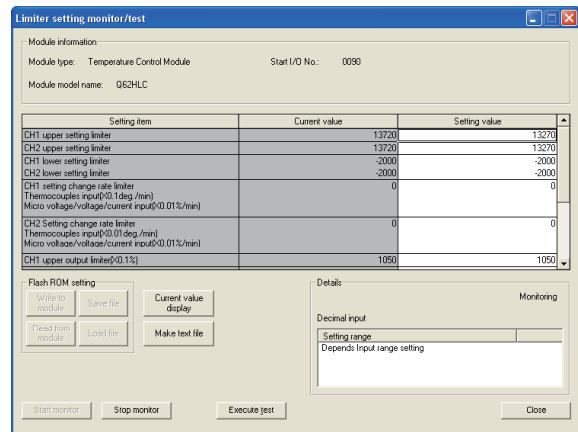 Limiter setting monitor/test
Module information
Module type: Temperature Control Module Start I/O No.: 0090
Module model name: Q62HLC
Setting item Current value Setting value
CH1 upper setting limiter 13720 13270
CH2 upper setting limiter 13720 13270
CH1 lower setting limiter -2000 -2000
CH2 lower setting limiter -2000 -2000
CH1 setting change rate limiter 0 0
Thermocouples input(X0.1deg./min)
Micro voltage/voltage/current input(X0.01%/min)
CH2 Setting change rate limiter 0 0
Thermocouples input(X0.01deg./min)
Micro voltage/voltage/current input(X0.01%/min)
CH1 upper output limiter(X0.1%) 1050 1050
Flash ROM setting
Write to module
Save file
Current value display
Read from module
Load file
Make text file
Details
Monitoring
Decimal input
Setting range
Depends Input range setting
Start monitor
Stop monitor
Execute test
Close